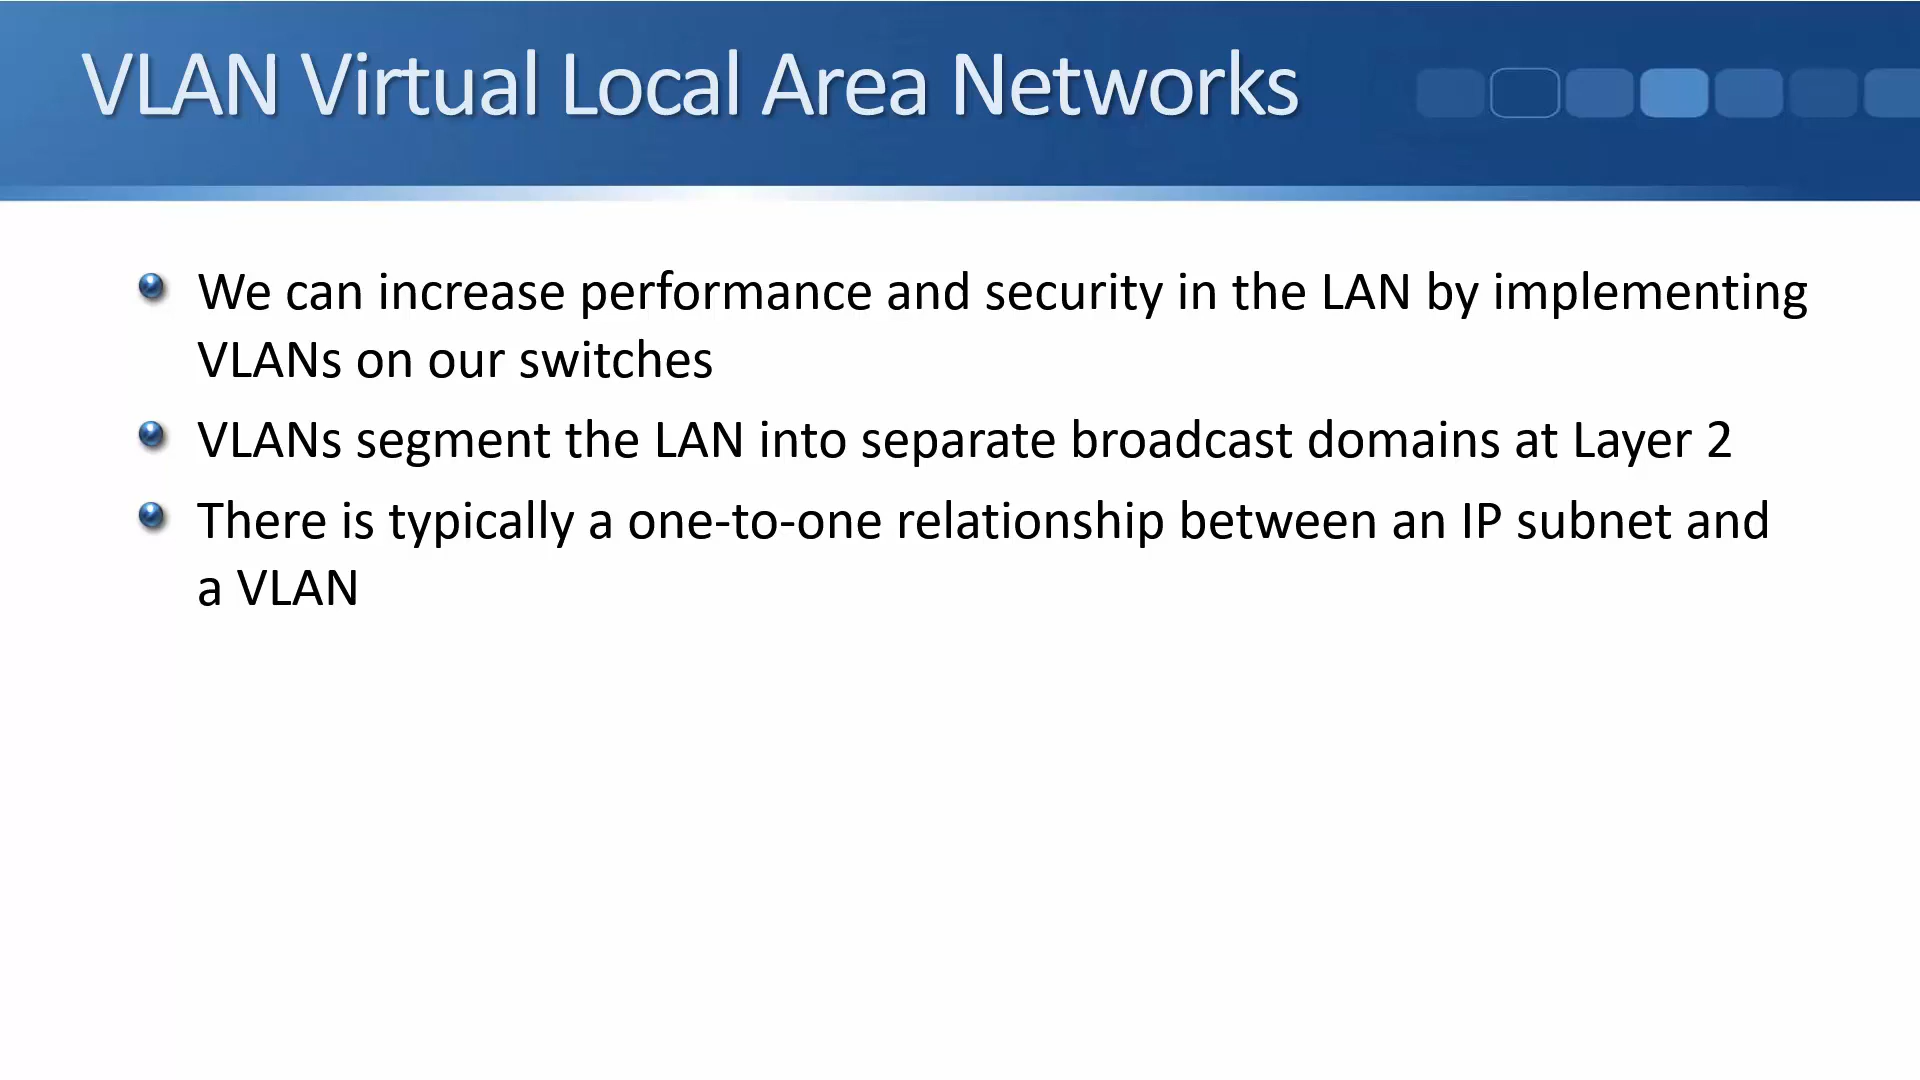 VLAN Virtual Local Area Networks
We can increase performance and security in the LAN by implementing
VLANs on our switches
VLANs segment the LAN into separate broadcast domains at Layer 2
There is typically a one-to-one relationship between an IP subnet and
a VLAN